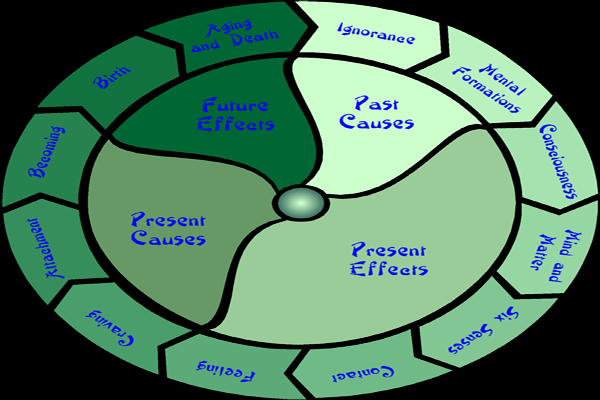 Ignorance
Mental
Formations
Consciousness
Mind and
Matter
Six Senses
Contact
Feeling
Craving
Attachment
Becoming
Birth
Aging
and Death
Past
Causes
Present
Effects
Present
Causes
Future
Effects